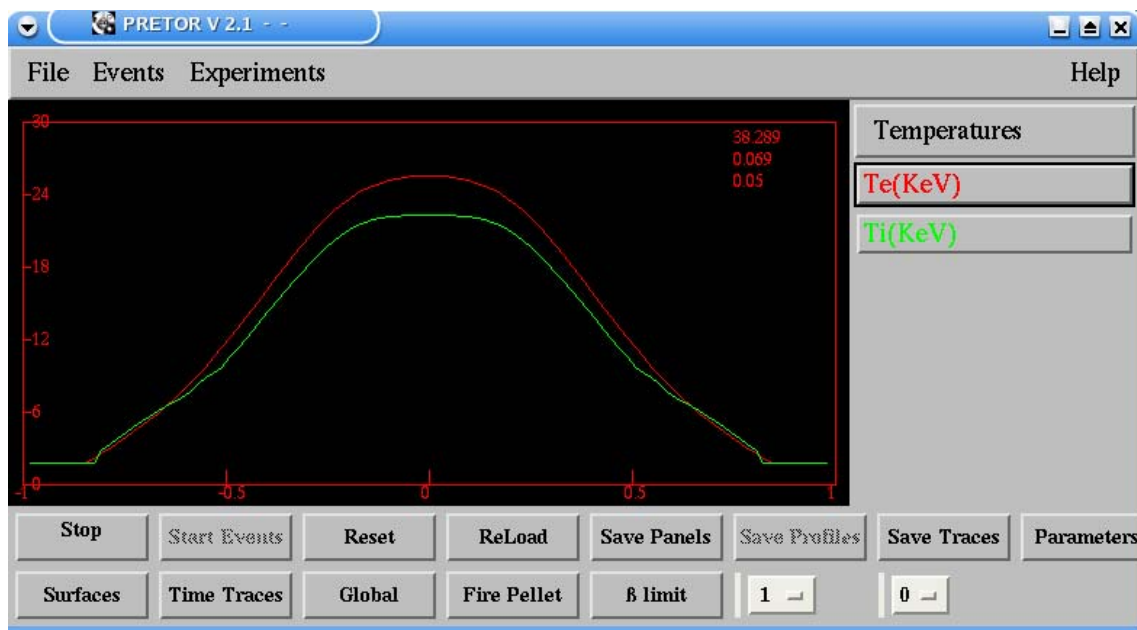 PRETOR V 2.1 - -
File Events Experiments Help
30
38.289
0.069
0.05
24
18
12
6
0
-1 -0.5 0 0.5 1
Temperatures
Te(KeV)
Ti(KeV)
Stop Start Events Reset ReLoad Save Panels Save Profiles Save Traces Parameters
Surfaces Time Traces Global Fire Pellet ß limit 1 0